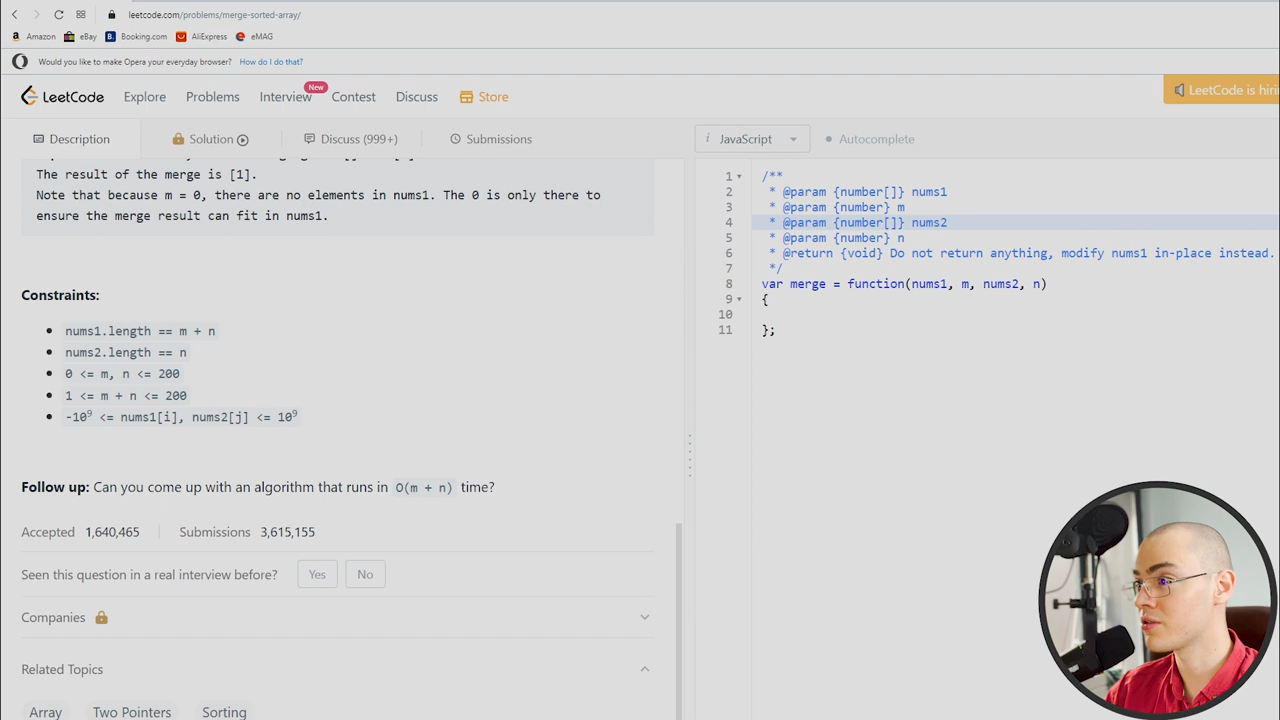 leetcode.com/problems/merge-sorted-array/
Amazon eBay Booking.com AliExpress eMAG
Would you like to make Opera your everyday browser? How do I do that?
LeetCode Explore Problems Interview New Contest Discuss Store LeetCode is
Description Solution Discuss (999+) Submissions
i JavaScript Autocomplete
The result of the merge is [1].
Note that because m = 0, there are no elements in nums1. The 0 is only there to
ensure the merge result can fit in nums1.
Constraints:
nums1.length == m + n
nums2.length == n
0 <= m, n <= 200
1 <= m + n <= 200
-10⁹ <= nums1[i], nums2[j] <= 10⁹
Follow up: Can you come up with an algorithm that runs in O(m + n) time?
Accepted 1,640,465 Submissions 3,615,155
Seen this question in a real interview before? Yes No
Companies
Related Topics
Array Two Pointers Sorting
1 /**
2 * @param {number[]} nums1
3 * @param {number} m
4 * @param {number[]} nums2
5 * @param {number} n
6 * @return {void} Do not return anything, modify nums1 in-place instead.
7 */
8 var merge = function(nums1, m, nums2, n)
9 {
10
11 };